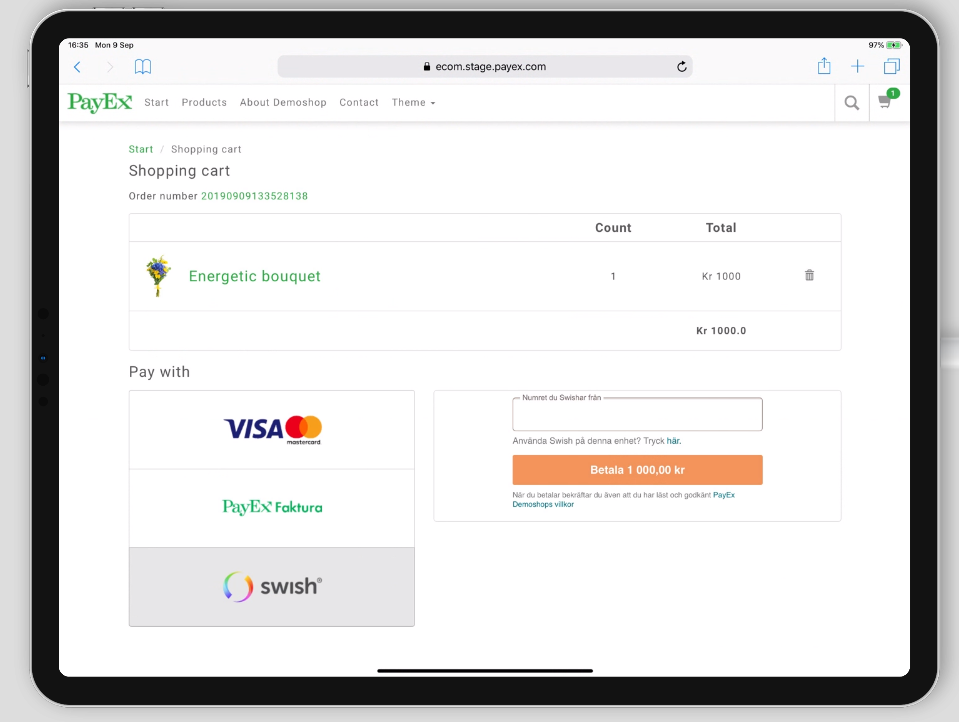 16:35 Mon 9 Sep
97%
ecom.stage.payex.com
PayEx Start Products About Demoshop Contact Theme
1
Start / Shopping cart
Shopping cart
Order number 20190909133528138
Count Total
Energetic bouquet 1 Kr 1000
Kr 1000.0
Pay with
VISA mastercard
PayEx Faktura
swish®
Numret du Swishar från
Använda Swish på denna enhet? Tryck här.
Betala 1 000,00 kr
När du betalar bekräftar du även att du har läst och godkänt PayEx
Demoshops villkor